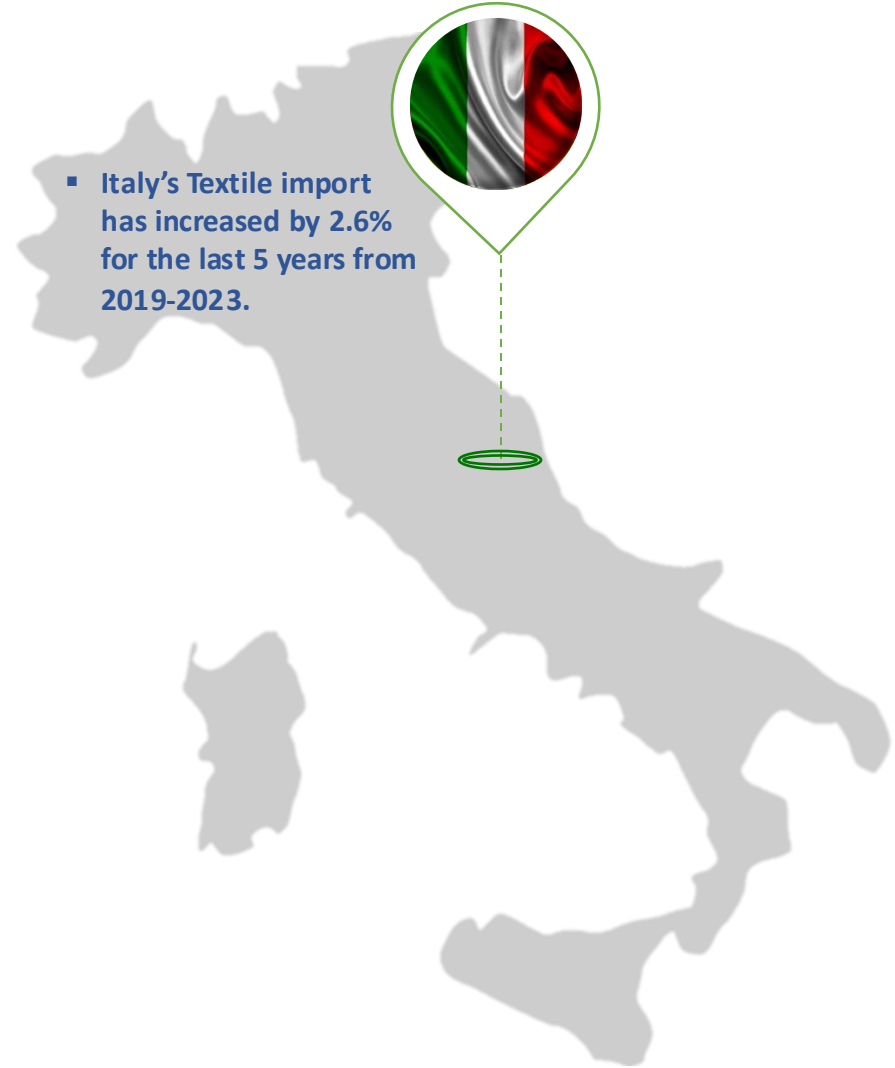 ▪ Italy's Textile import
has increased by 2.6%
for the last 5 years from
2019-2023.